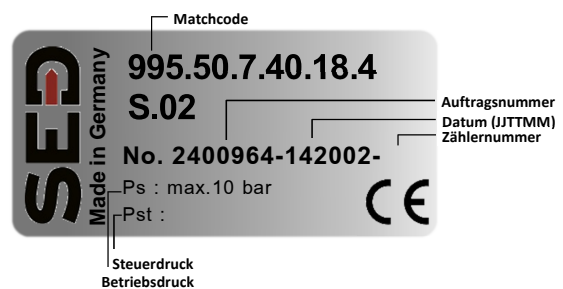 Matchcode
SED
Made in Germany
995.50.7.40.18.4
S.02
No. 2400964-142002-
Ps : max.10 bar
Pst :
CE
Auftragsnummer
Datum (JJTTMM)
Zählernummer
Steuerdruck
Betriebsdruck